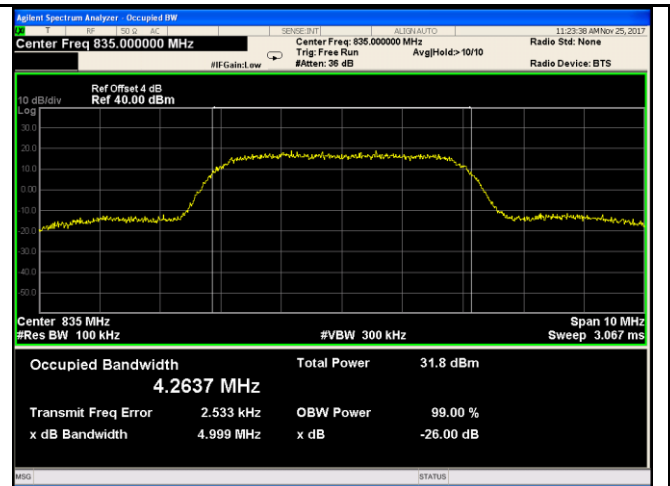 Agilent Spectrum Analyzer - Occupied BW
T RF 50 Ω AC SENSE:INT ALIGNAUTO 11:23:38 AM Nov 25, 2017
Center Freq 835.000000 MHz Center Freq: 835.000000 MHz Radio Std: None
Trig: Free Run Avg|Hold:> 10/10
#IFGain:Low #Atten: 36 dB Radio Device: BTS
Ref Offset 4 dB
10 dB/div Ref 40.00 dBm
Log
30.0
20.0
10.0
0.00
-10.0
-20.0
-30.0
-40.0
-50.0
Center 835 MHz Span 10 MHz
#Res BW 100 kHz #VBW 300 kHz Sweep 3.067 ms
Occupied Bandwidth Total Power 31.8 dBm
4.2637 MHz
Transmit Freq Error 2.533 kHz OBW Power 99.00 %
x dB Bandwidth 4.999 MHz x dB -26.00 dB
MSG STATUS